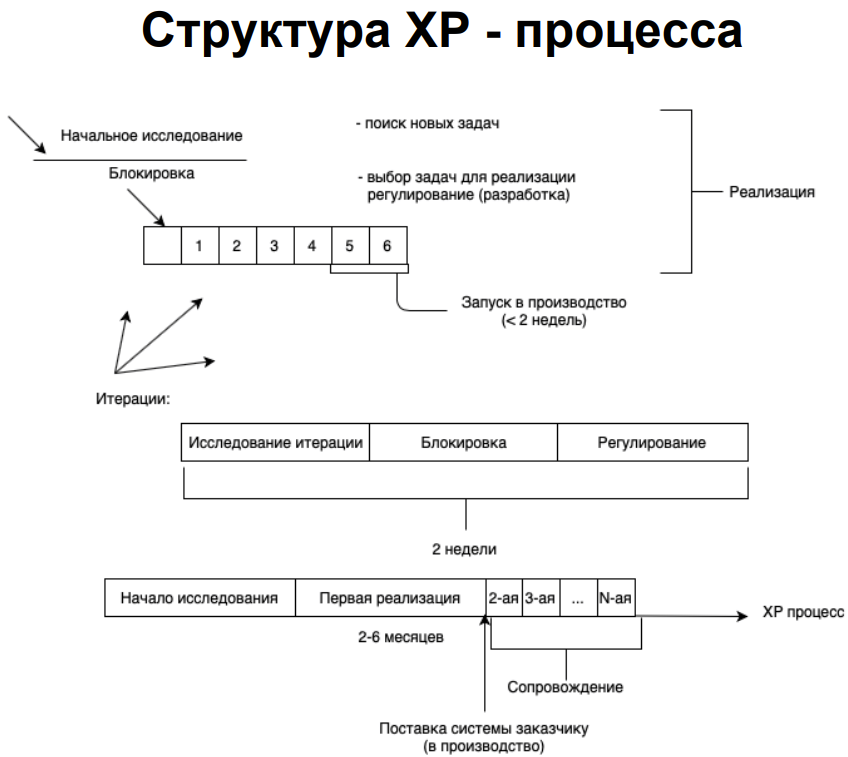 Структура XP - процесса
Начальное исследование
Блокировка
- поиск новых задач
- выбор задач для реализации
регулирование (разработка)
Реализация
1 2 3 4 5 6
Запуск в производство
(< 2 недель)
Итерации:
Исследование итерации Блокировка Регулирование
2 недели
Начало исследования Первая реализация 2-ая 3-ая ... N-ая
XP процесс
2-6 месяцев
Сопровождение
Поставка системы заказчику
(в производство)